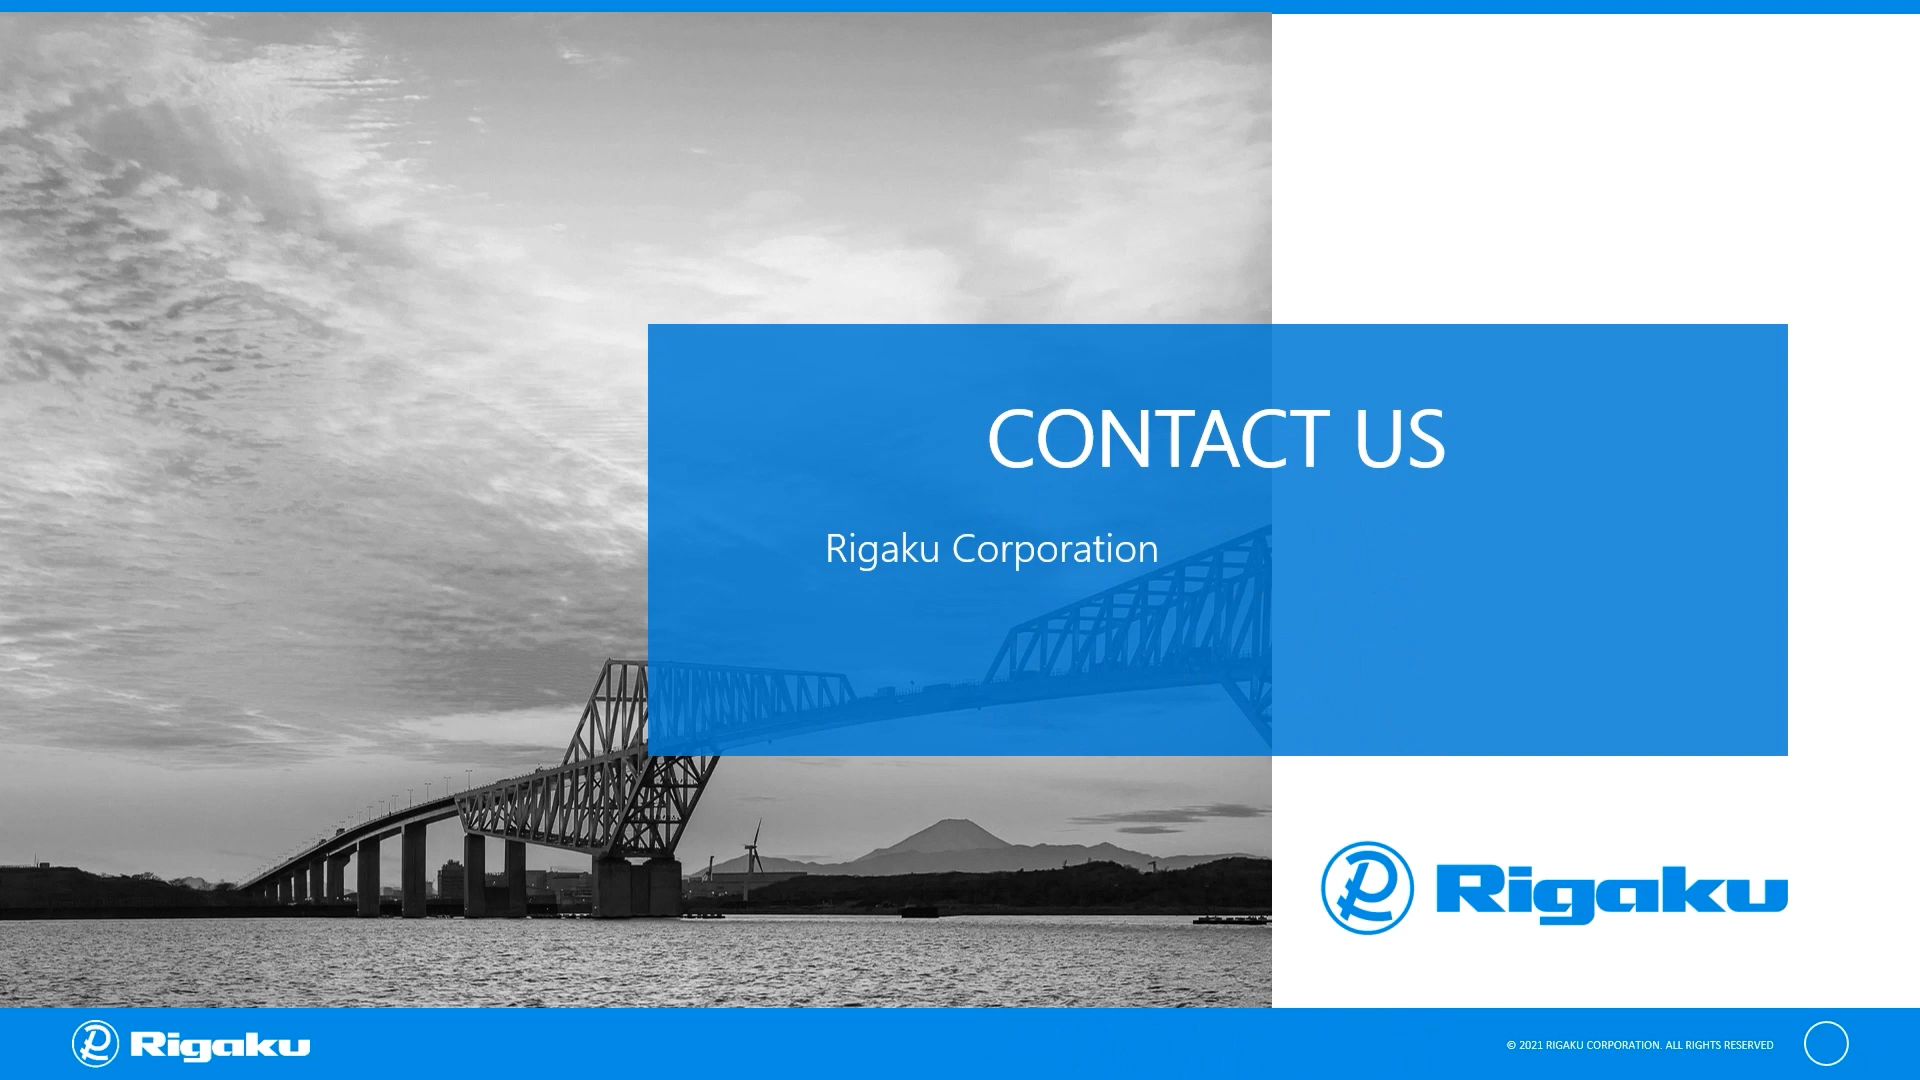 CONTACT US
Rigaku Corporation
Rigaku
Rigaku
© 2021 RIGAKU CORPORATION. ALL RIGHTS RESERVED